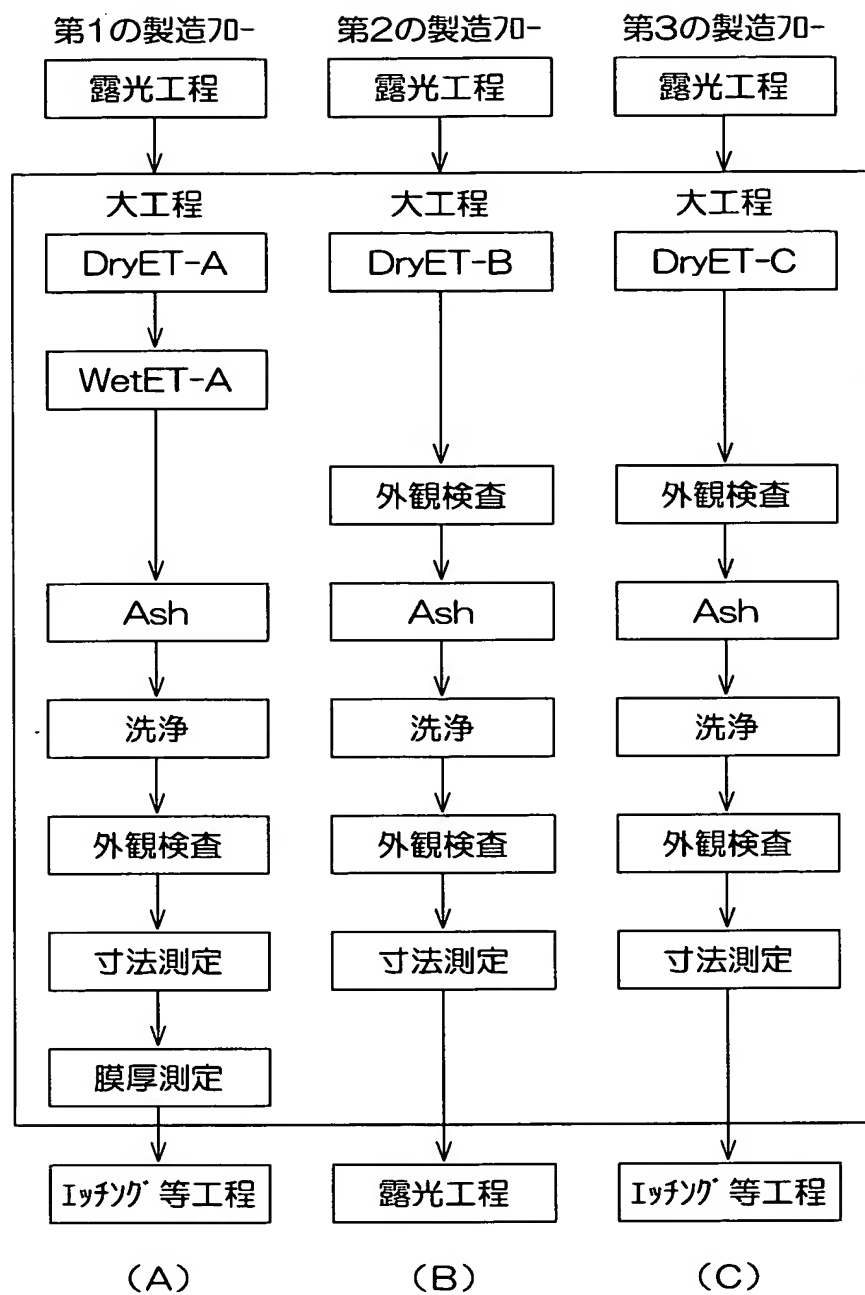 第1の製造ﾌﾛｰ
露光工程
大工程
DryET-A
WetET-A
Ash
洗浄
外観検査
寸法測定
膜厚測定
ｴｯﾁﾝｸﾞ等工程
(A)
第2の製造ﾌﾛｰ
露光工程
大工程
DryET-B
外観検査
Ash
洗浄
外観検査
寸法測定
露光工程
(B)
第3の製造ﾌﾛｰ
露光工程
大工程
DryET-C
外観検査
Ash
洗浄
外観検査
寸法測定
ｴｯﾁﾝｸﾞ等工程
(C)